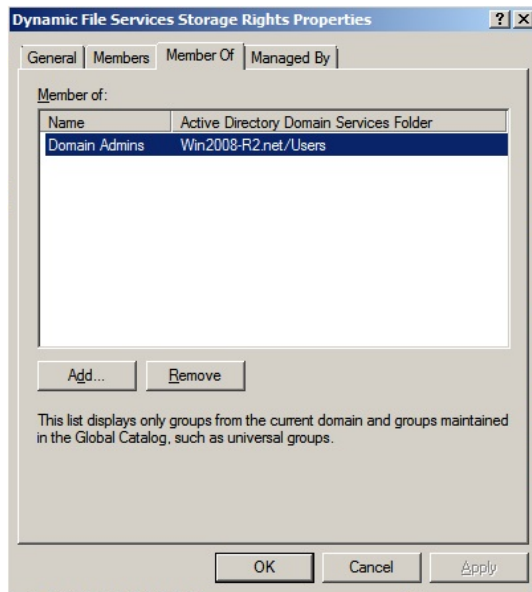 Dynamic File Services Storage Rights Properties ? X
General Members Member Of Managed By
Member of:
Name Active Directory Domain Services Folder
Domain Admins Win2008-R2.net/Users
Add... Remove
This list displays only groups from the current domain and groups maintained
in the Global Catalog, such as universal groups.
OK Cancel Apply